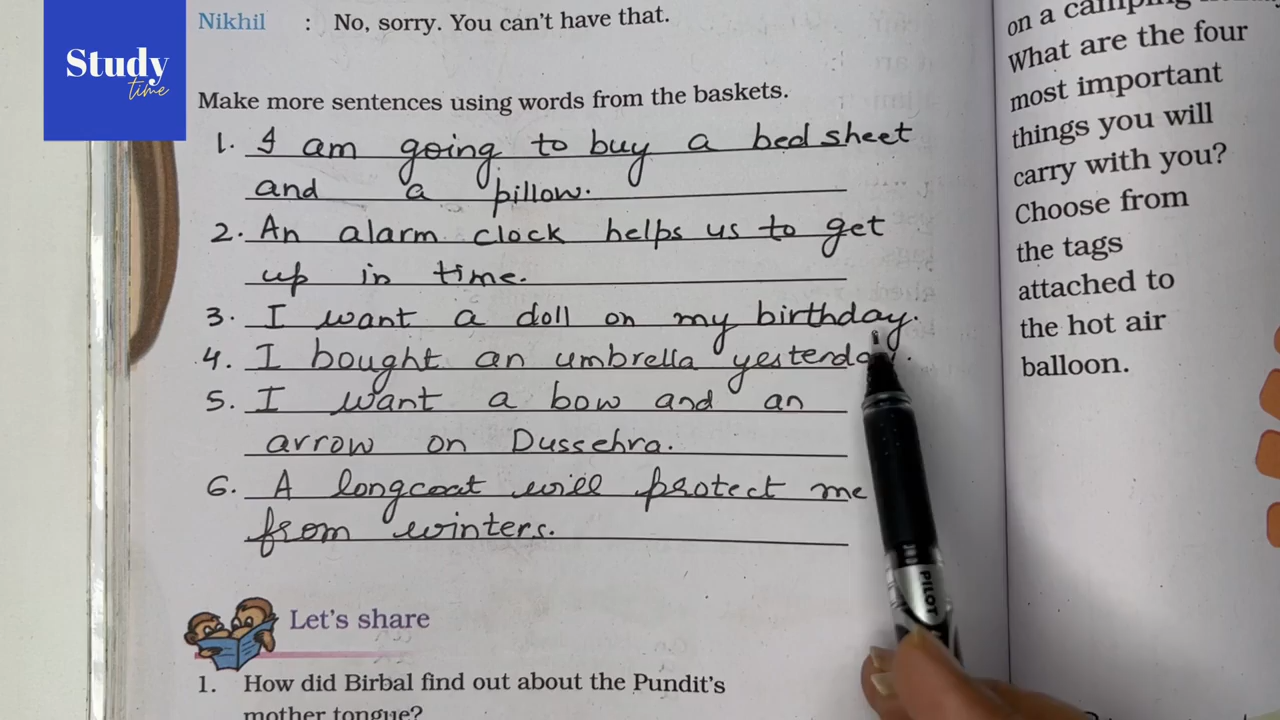 Study
time
Nikhil : No, sorry. You can't have that.
Make more sentences using words from the baskets.
1. I am going to buy a bed sheet
and a pillow.
2. An alarm clock helps us to get
up in time.
3. I want a doll on my birthday.
4. I bought an umbrella
5. I want a bow and an
arrow on Dussehra.
6. A longcoat will protect me
from winters.
Let's share
1. How did Birbal find out about the Pundit's
mother tongue?
on a camping
What are the four
most important
things you will
carry with you?
Choose from
the tags
attached to
the hot air
balloon.
PILOT